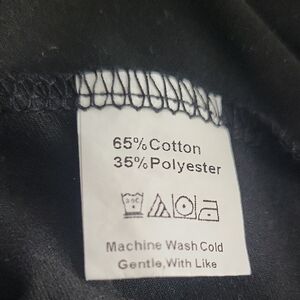 65%Cotton
35%Polyester
Machine Wash Cold
Gentle,With Like